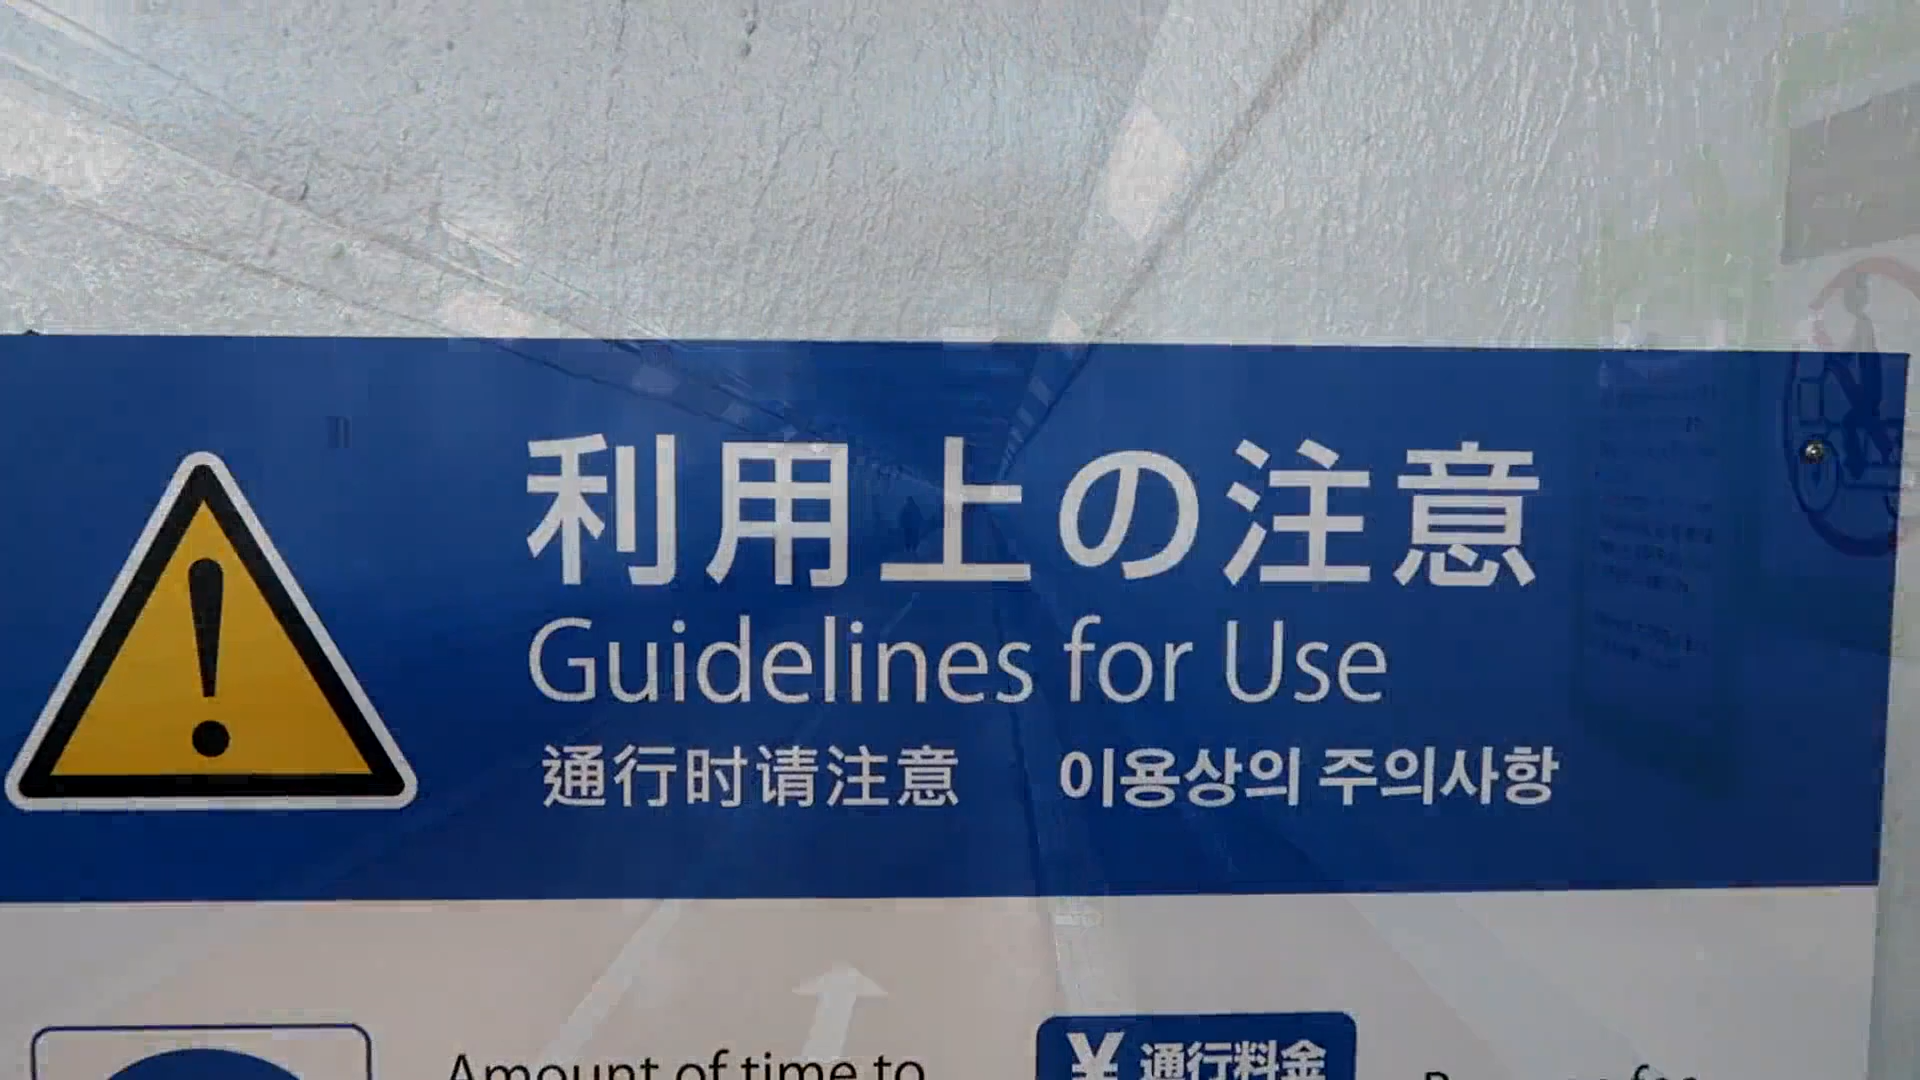 利用上の注意
Guidelines for Use
通行时请注意 이용상의 주의사항
Amount of time to
¥ 通行料金